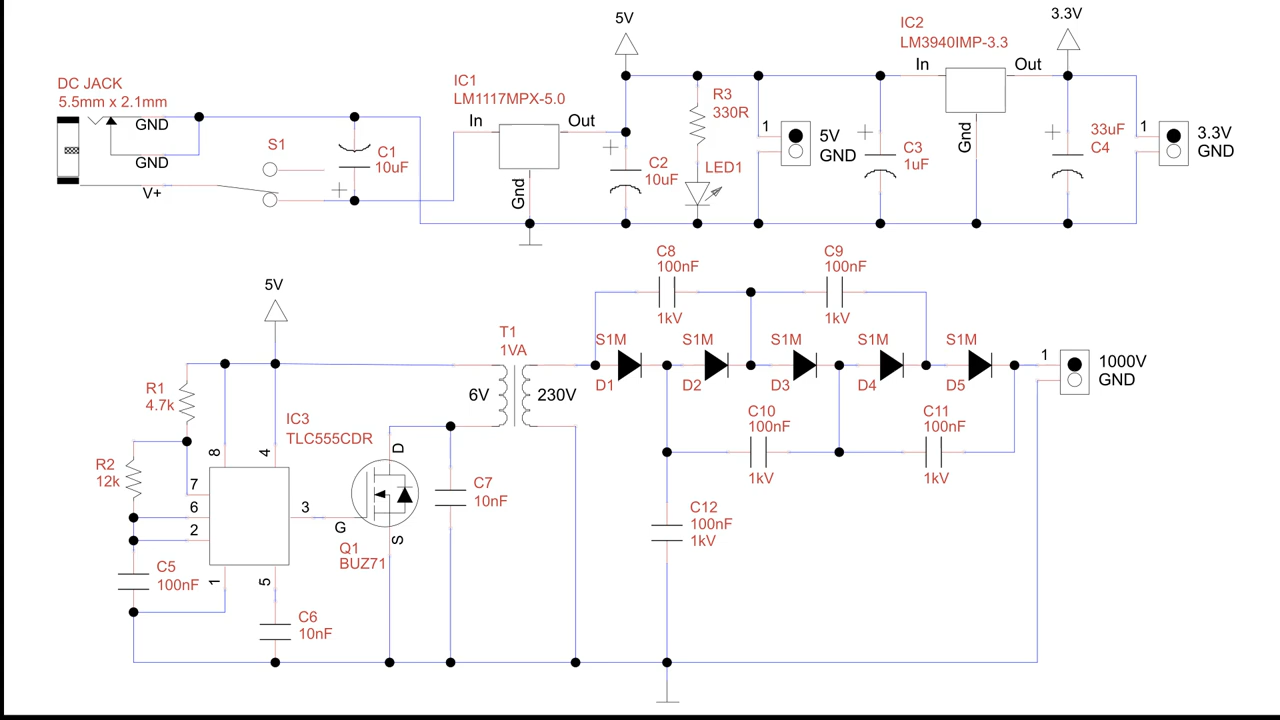 DC JACK
5.5mm x 2.1mm
GND
GND
V+
S1
C1
10uF
IC1
LM1117MPX-5.0
In
Out
Gnd
5V
C2
10uF
R3
330R
LED1
1
5V
GND
C3
1uF
IC2
LM3940IMP-3.3
In
Out
Gnd
3.3V
33uF
C4
1
3.3V
GND
5V
R1
4.7k
R2
12k
IC3
TLC555CDR
8
4
7
6
2
3
1
5
C5
100nF
C6
10nF
D
G
S
Q1
BUZ71
C7
10nF
T1
1VA
6V
230V
C8
100nF
1kV
C9
100nF
1kV
S1M
D1
S1M
D2
S1M
D3
S1M
D4
S1M
D5
C10
100nF
1kV
C11
100nF
1kV
C12
100nF
1kV
1
1000V
GND